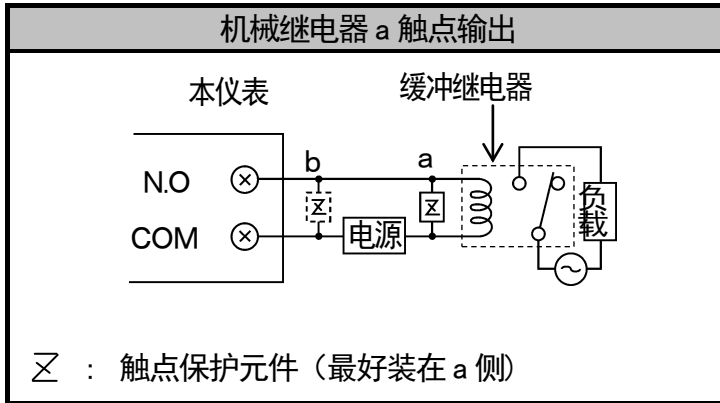 机械继电器 a 触点输出
本仪表
缓冲继电器
N.O
b
a
COM
电源
负载
Z : 触点保护元件（最好装在 a 侧）